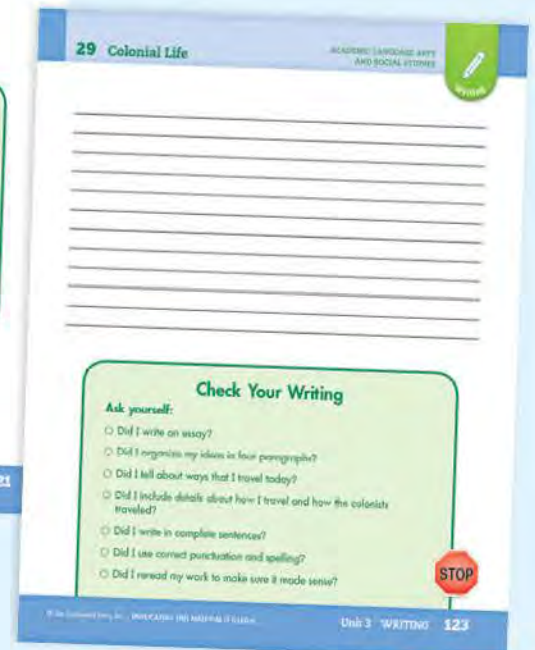 29 Colonial Life
ACADEMIC LANGUAGE ARTS
AND SOCIAL STUDIES
Writing
Check Your Writing
Ask yourself:
Did I write an essay?
Did I organize my ideas in four paragraphs?
Did I tell about ways that I travel today?
Did I include details about how I travel and how the colonists
traveled?
Did I write in complete sentences?
Did I use correct punctuation and spelling?
Did I reread my work to make sure it made sense?
STOP
21
Unit 3 WRITING 123